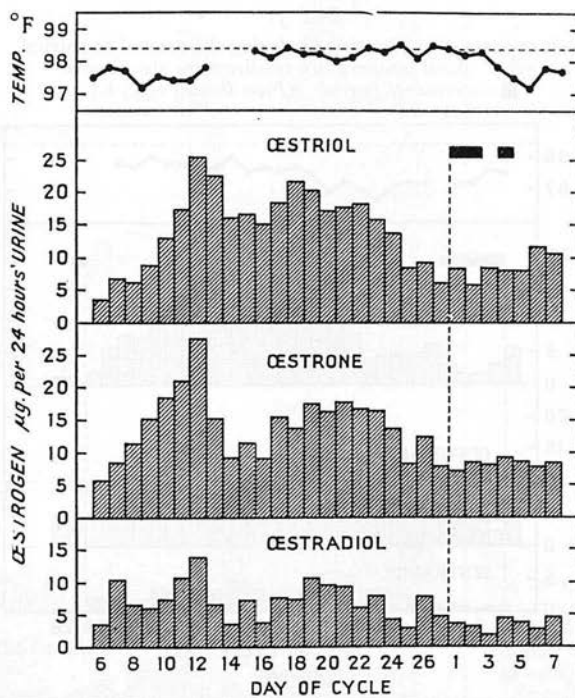 °F
99
98
97
TEMP.
ŒSTRIOL
25
20
15
10
5
0
ŒSTRONE
25
20
15
10
5
0
ŒSTRADIOL
15
10
5
0
ŒSTROGEN µg. per 24 hours' URINE
6 8 10 12 14 16 18 20 22 24 26 1 3 5 7
DAY OF CYCLE